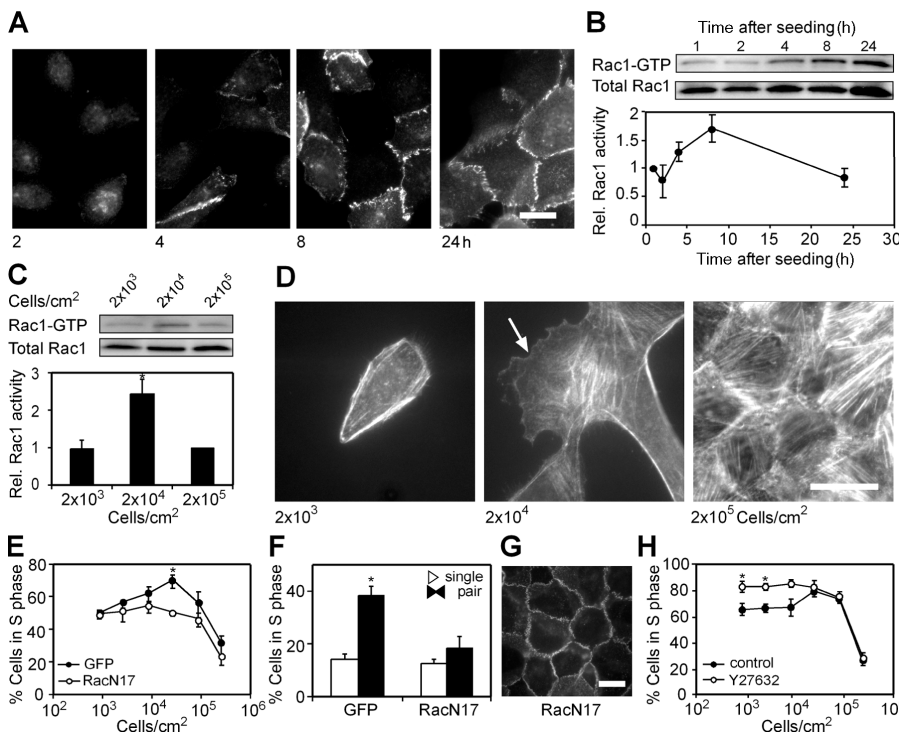 A
2
4
8
24h
B
Time after seeding (h)
1 2 4 8 24
Rac1-GTP
Total Rac1
Rel. Rac1 activity
2
1.5
1
0.5
0
0 5 10 15 20 25 30
Time after seeding (h)
C
Cells/cm²
2x10³ 2x10⁴ 2x10⁵
Rac1-GTP
Total Rac1
Rel. Rac1 activity
3
2
1
0
*
2x10³ 2x10⁴ 2x10⁵
Cells/cm²
D
2x10³
2x10⁴
2x10⁵ Cells/cm²
E
% Cells in S phase
80
60
40
20
0
*
GFP
RacN17
10² 10³ 10⁴ 10⁵ 10⁶
Cells/cm²
F
% Cells in S phase
40
20
0
*
single
pair
GFP RacN17
G
RacN17
H
% Cells in S phase
100
80
60
40
20
0
* *
control
Y27632
10² 10³ 10⁴ 10⁵ 10⁶
Cells/cm²